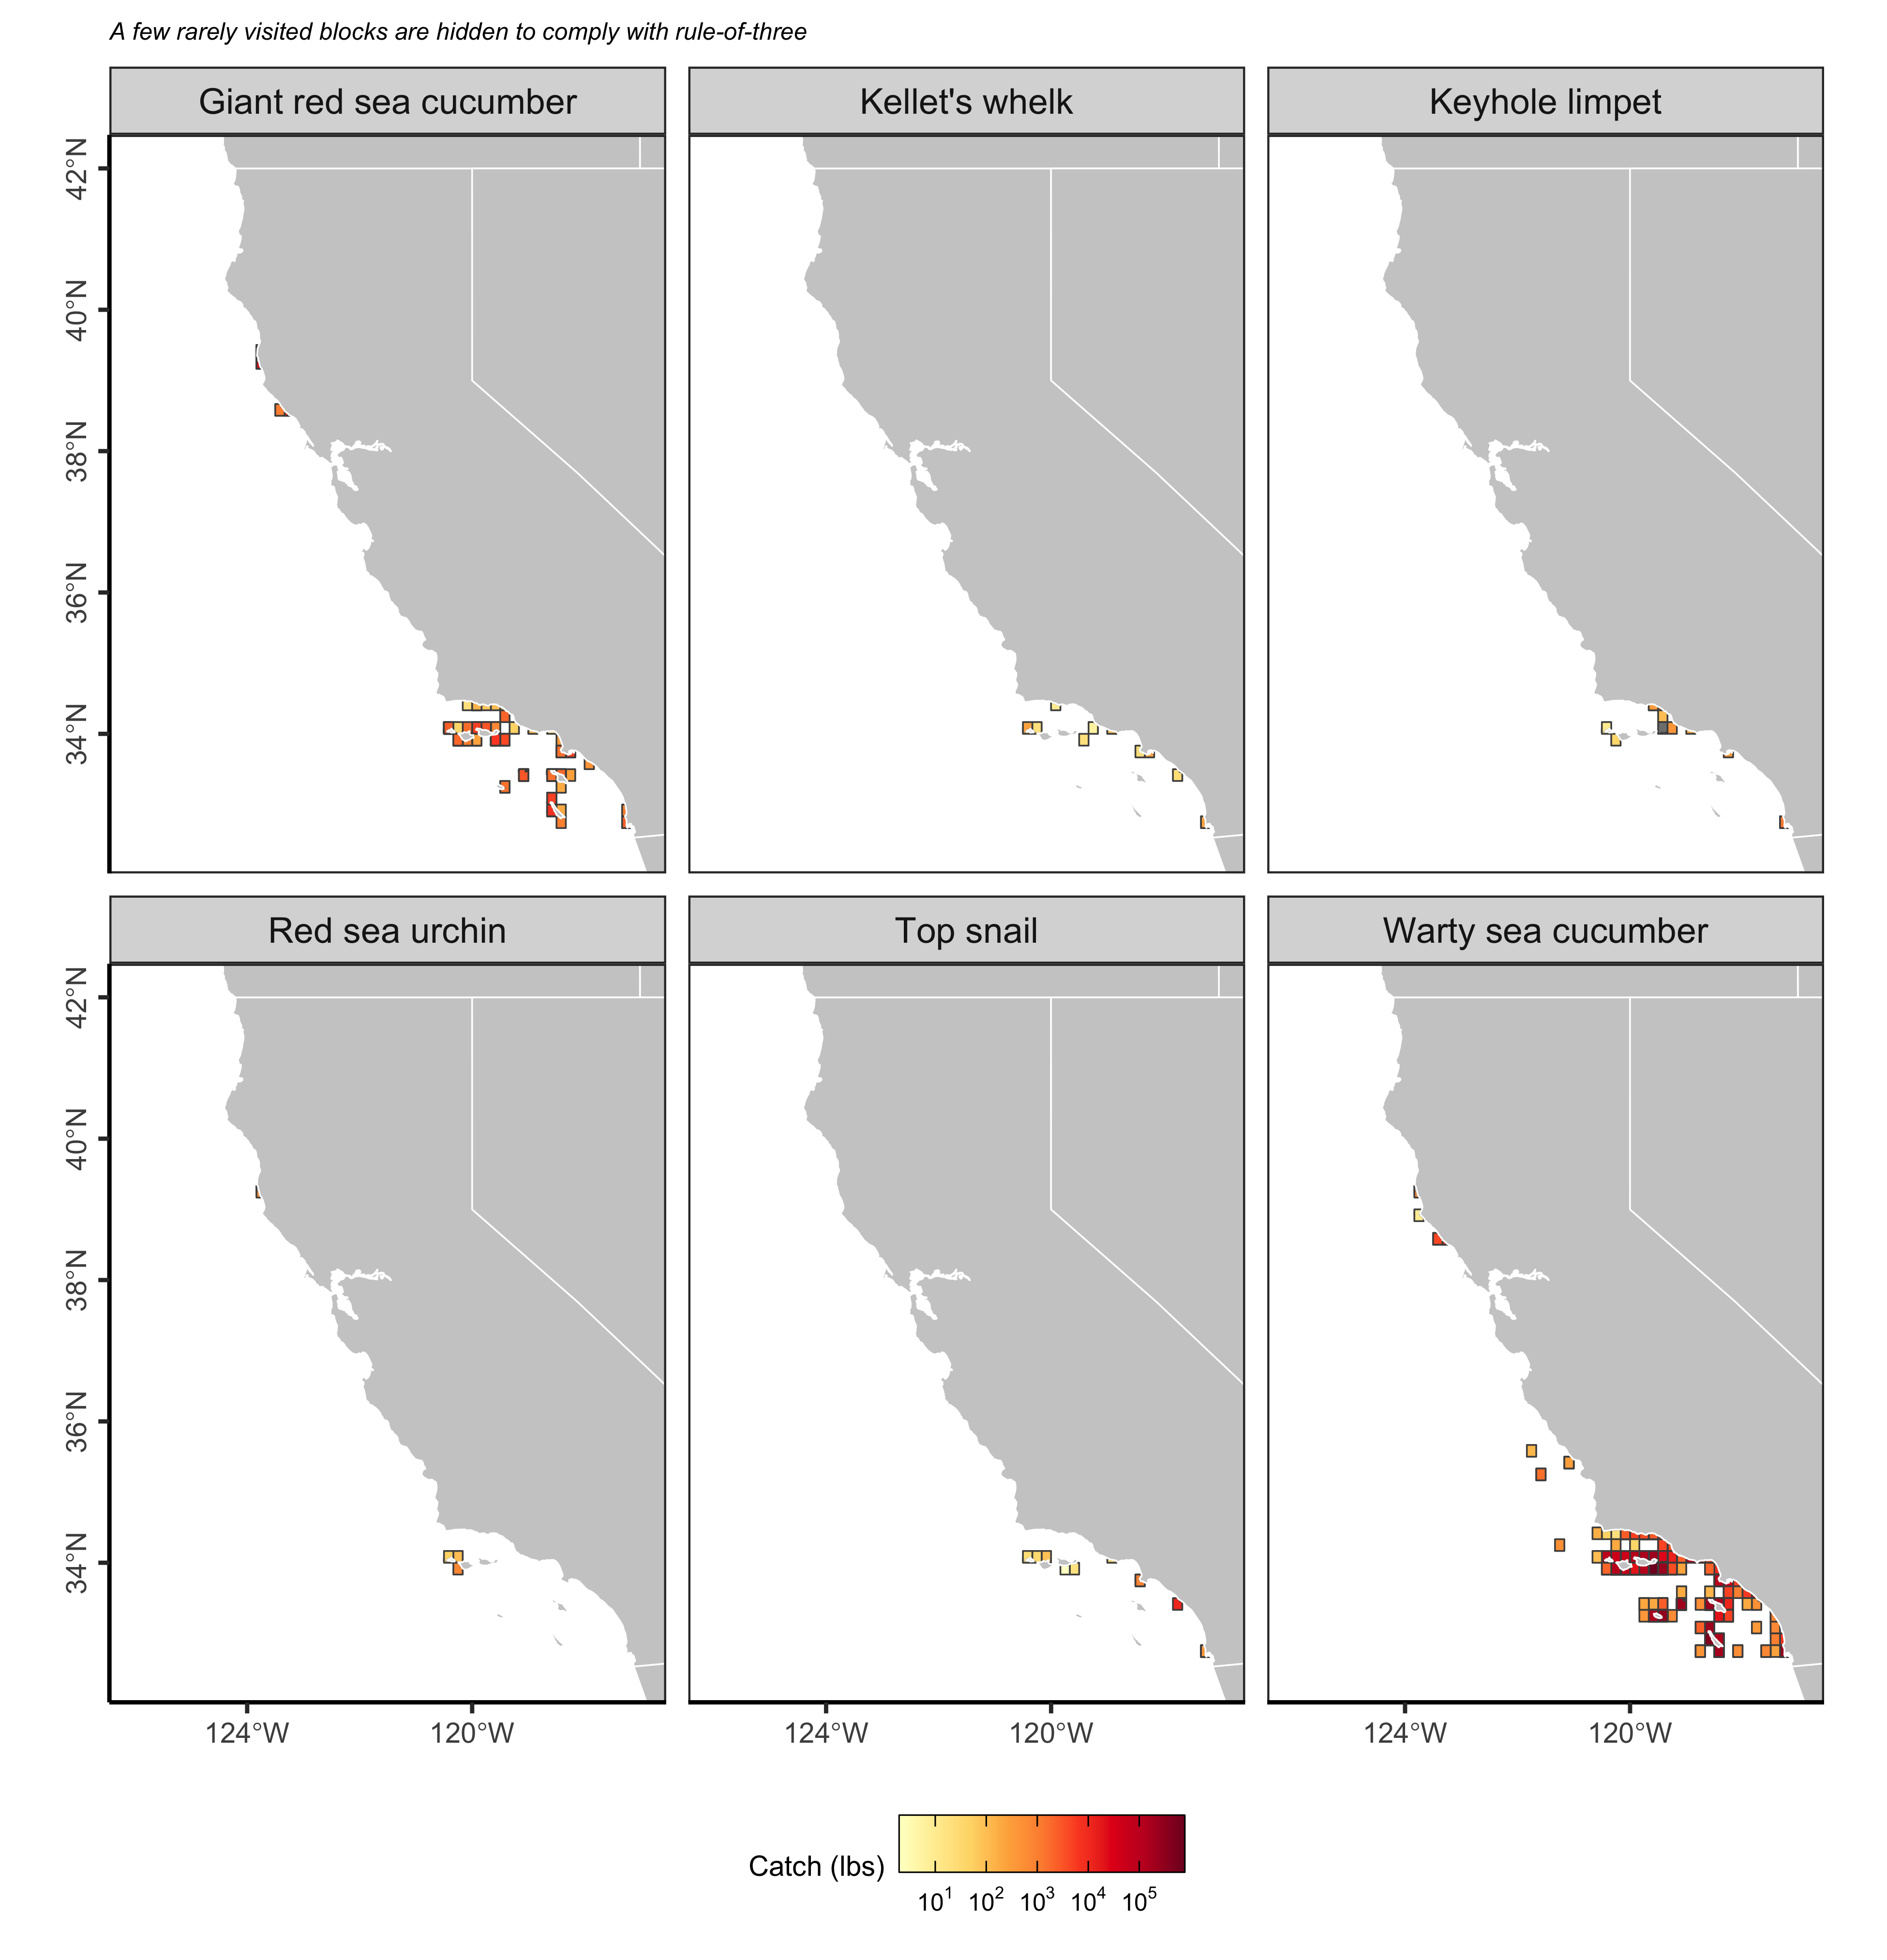 A few rarely visited blocks are hidden to comply with rule-of-three
Giant red sea cucumber
Kellet's whelk
Keyhole limpet
42°N
40°N
38°N
36°N
34°N
Red sea urchin
Top snail
Warty sea cucumber
42°N
40°N
38°N
36°N
34°N
124°W 120°W
124°W 120°W
124°W 120°W
Catch (lbs)
10¹ 10² 10³ 10⁴ 10⁵